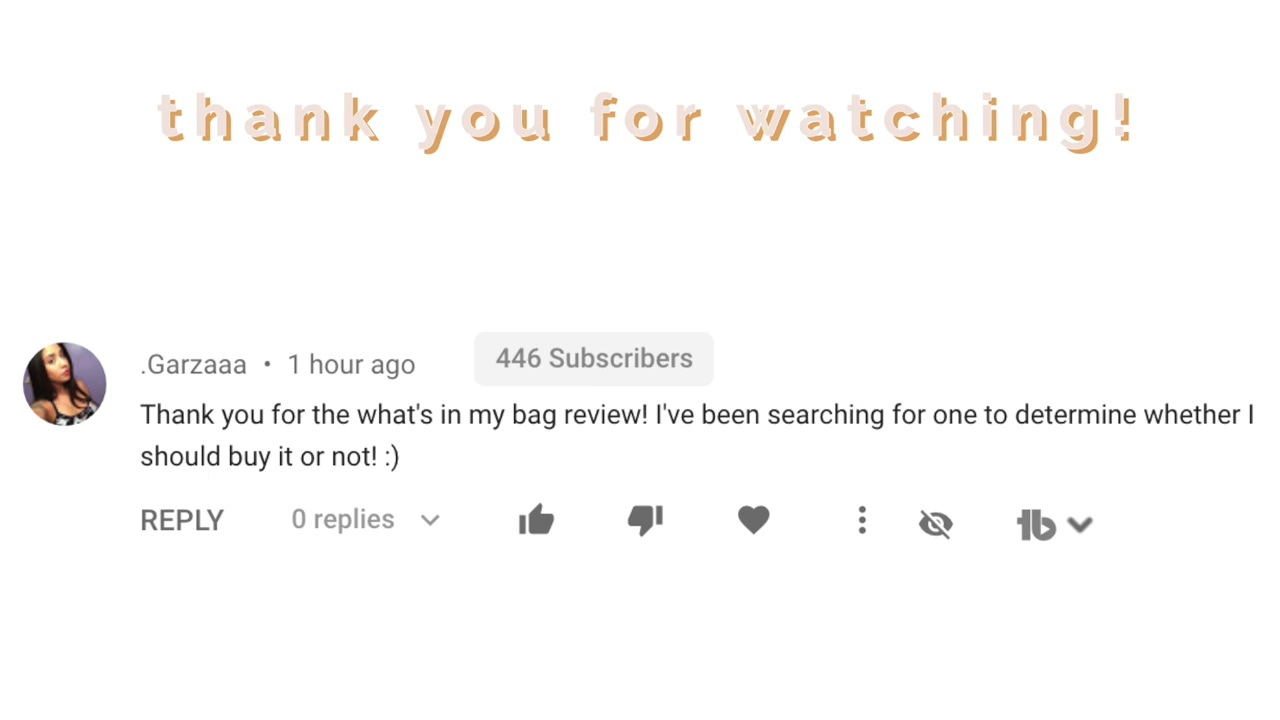 thank you for watching!
.Garzaaa • 1 hour ago 446 Subscribers
Thank you for the what's in my bag review! I've been searching for one to determine whether I
should buy it or not! :)
REPLY 0 replies
tb